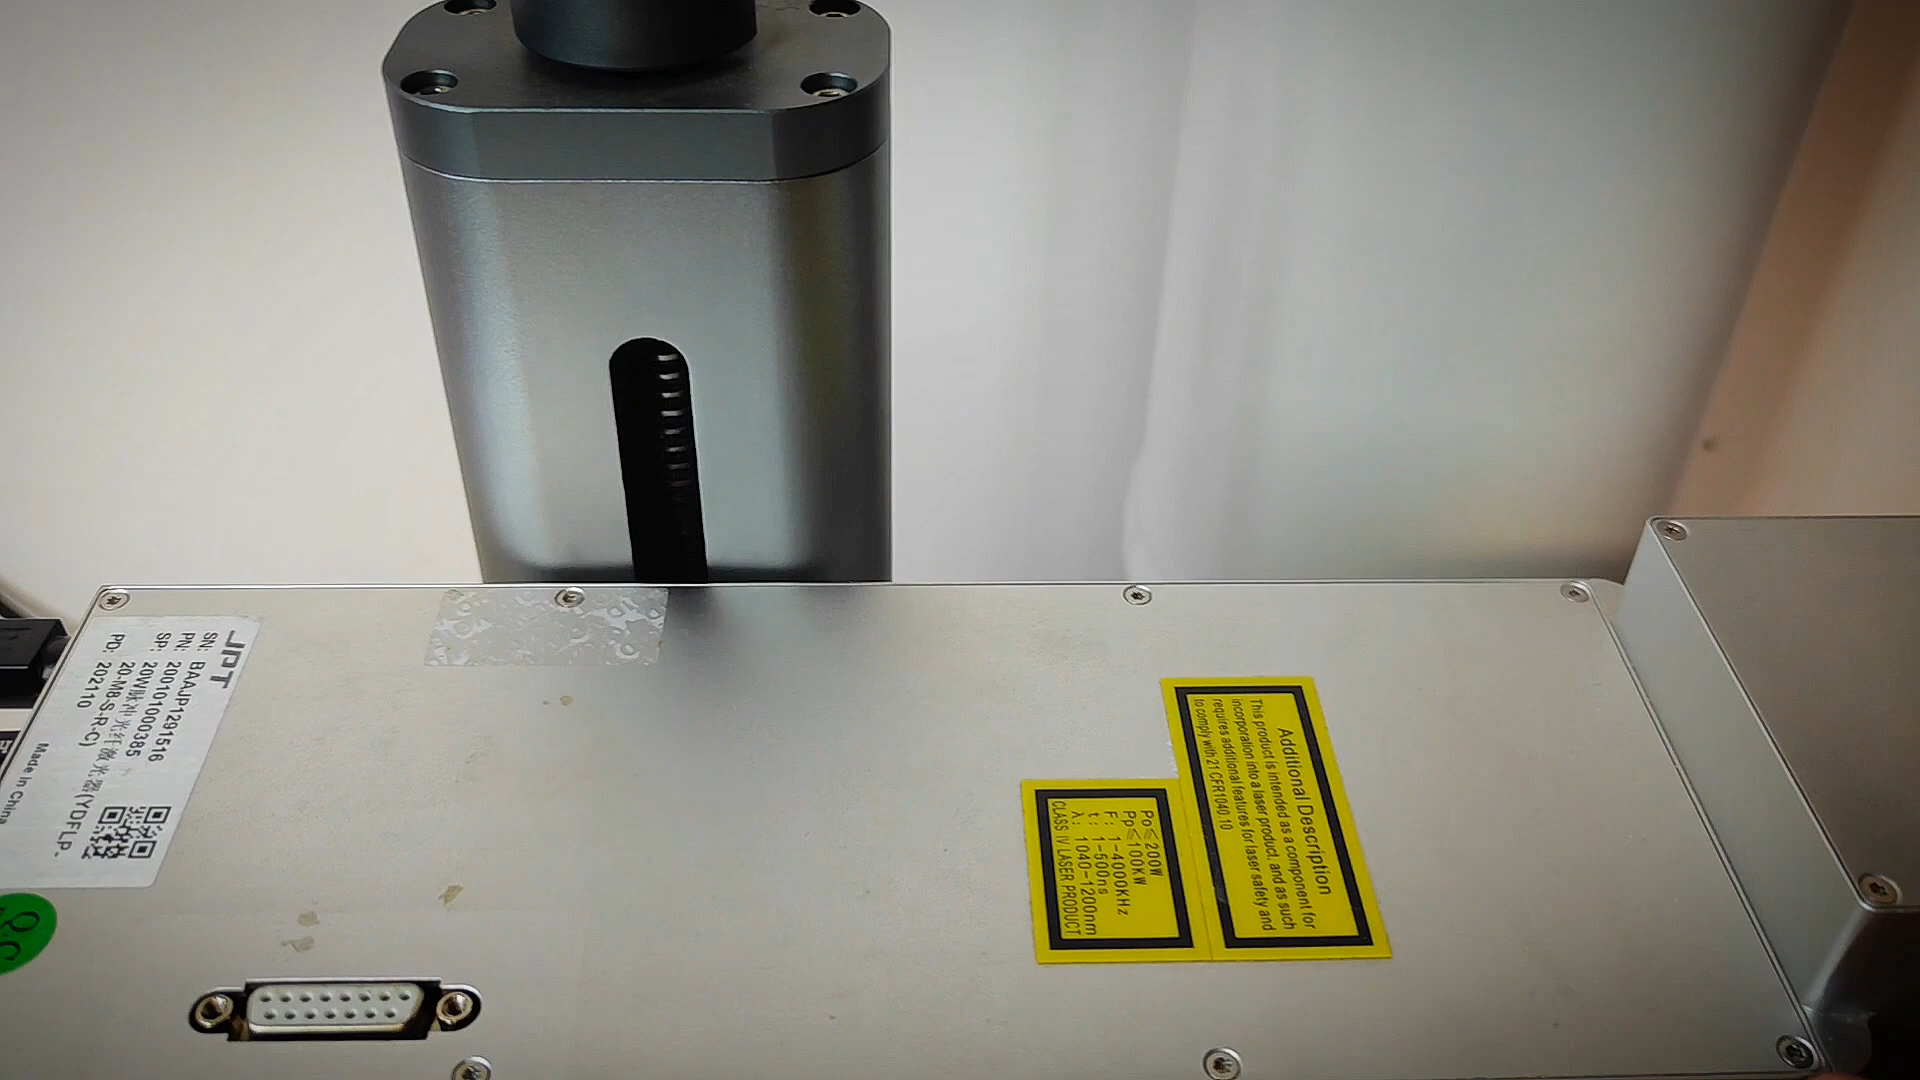 JPT
SN: BAAJP1291516
PN: 200101000385
SP: 20W脉冲光纤激光器(YDFLP-
20-M8-S-R-C)
PD: 202110
Made in China
Q.C
Additional Description
This product is intended as a component for
incorporation into a laser product, and as such
requires additional features for laser safety and
to comply with 21 CFR1040.10
Po≤200W
Pp≤100KW
F: 1-4000KHz
t: 1-500ns
λ: 1040-1200nm
CLASS IV LASER PRODUCT